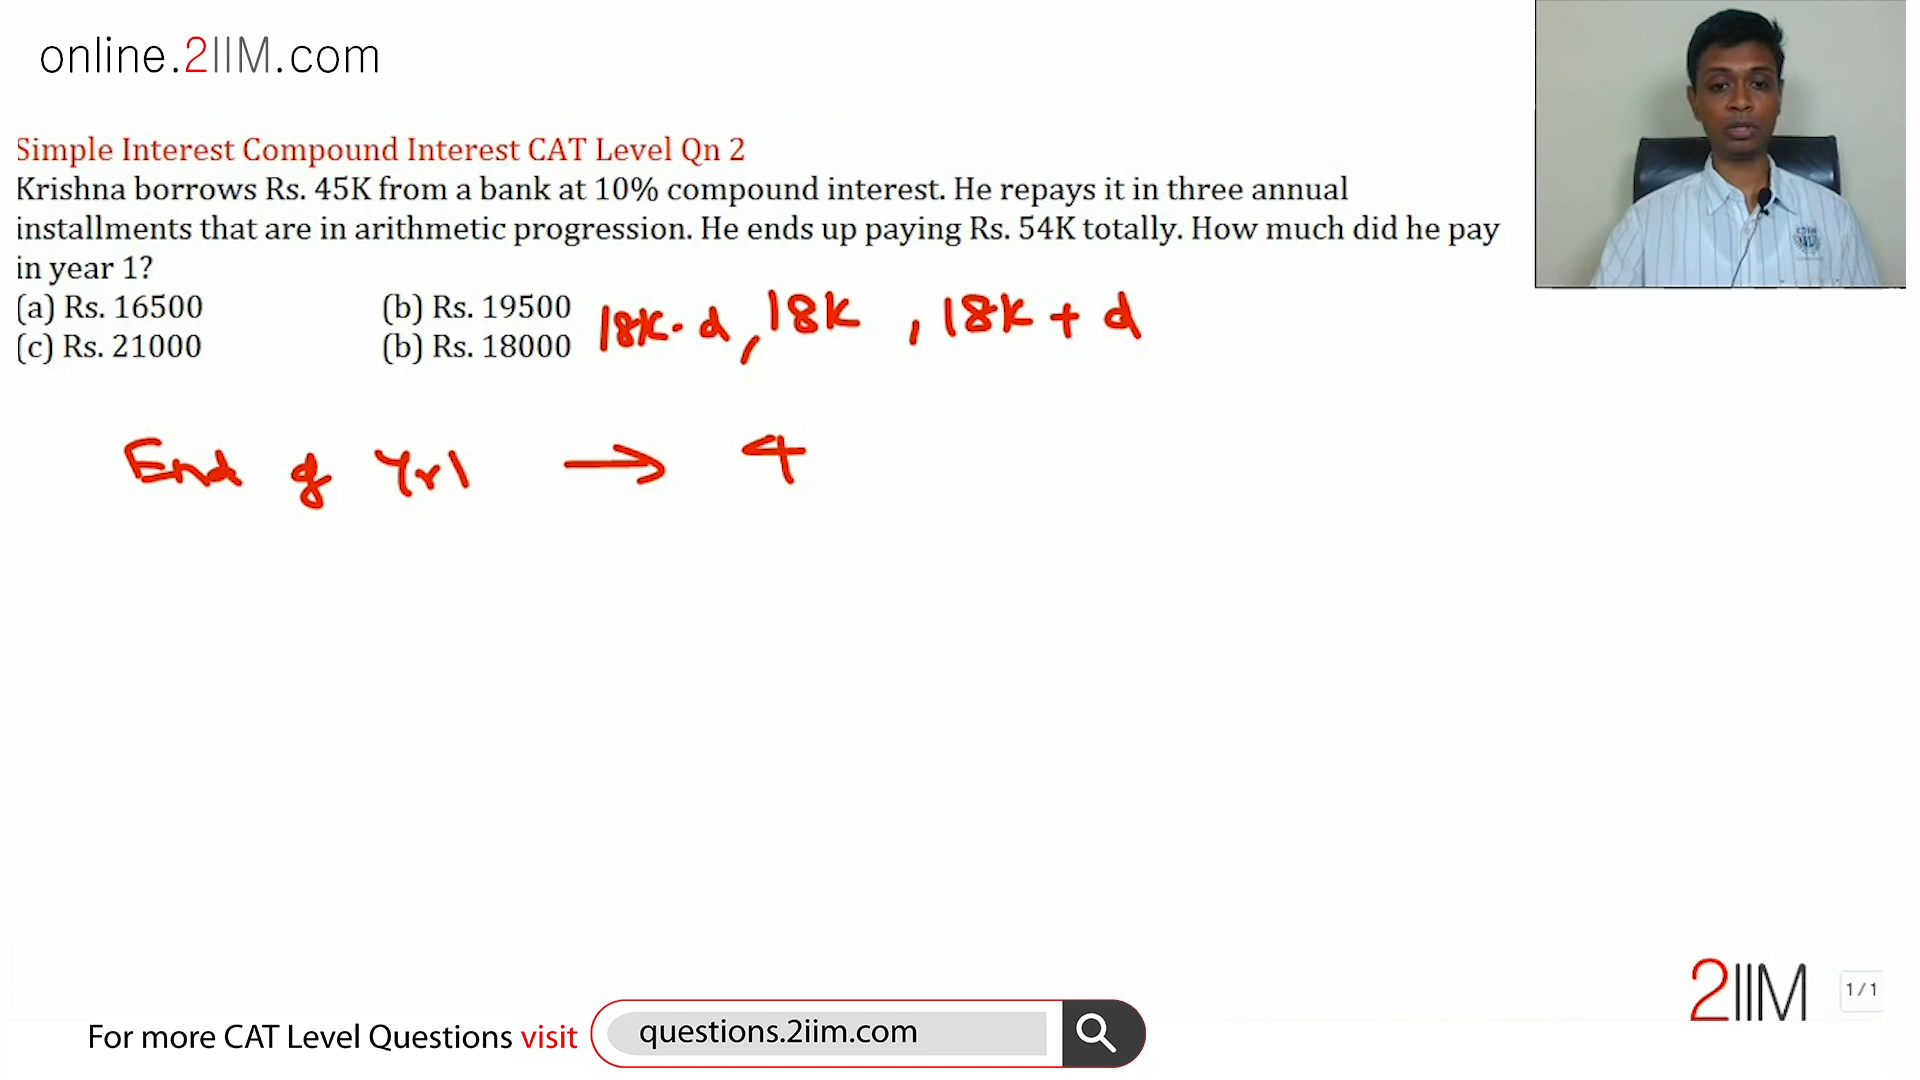 online.2IIM.com
Simple Interest Compound Interest CAT Level Qn 2
Krishna borrows Rs. 45K from a bank at 10% compound interest. He repays it in three annual
installments that are in arithmetic progression. He ends up paying Rs. 54K totally. How much did he pay
in year 1?
(a) Rs. 16500 (b) Rs. 19500
(c) Rs. 21000 (b) Rs. 18000
18K - d, 18K , 18K + d
End of Yr1 → 4
2IIM
1 / 1
For more CAT Level Questions visit questions.2iim.com